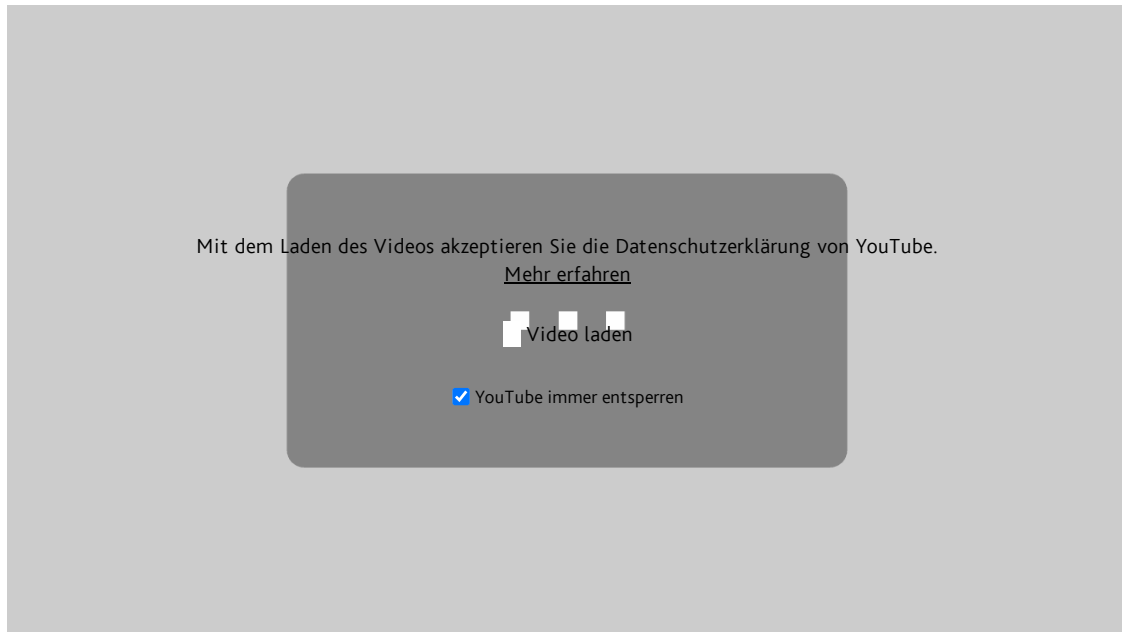 Mit dem Laden des Videos akzeptieren Sie die Datenschutzerklärung von YouTube.
Mehr erfahren
Video laden
YouTube immer entsperren